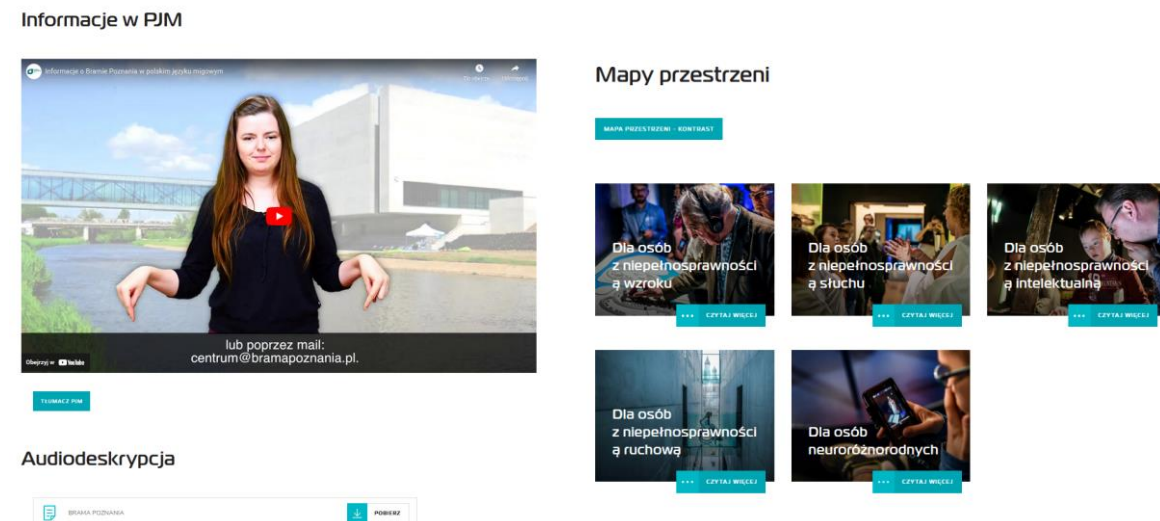 Informacje w PJM
Informacje o Bramie Poznania w polskim języku migowym
lub poprzez mail:
centrum@bramapoznania.pl.
Obejrzyj w YouTube
TŁUMACZ PJM
Audiodeskrypcja
BRAMA POZNANIA
POBIERZ
Mapy przestrzeni
MAPA PRZESTRZENI - KONTRAST
Dla osób
z niepełnosprawności
ą wzroku
CZYTAJ WIĘCEJ
Dla osób
z niepełnosprawności
ą słuchu
CZYTAJ WIĘCEJ
Dla osób
z niepełnosprawności
ą intelektualną
CZYTAJ WIĘCEJ
Dla osób
z niepełnosprawności
ą ruchową
CZYTAJ WIĘCEJ
Dla osób
neuroróżnorodnych
CZYTAJ WIĘCEJ